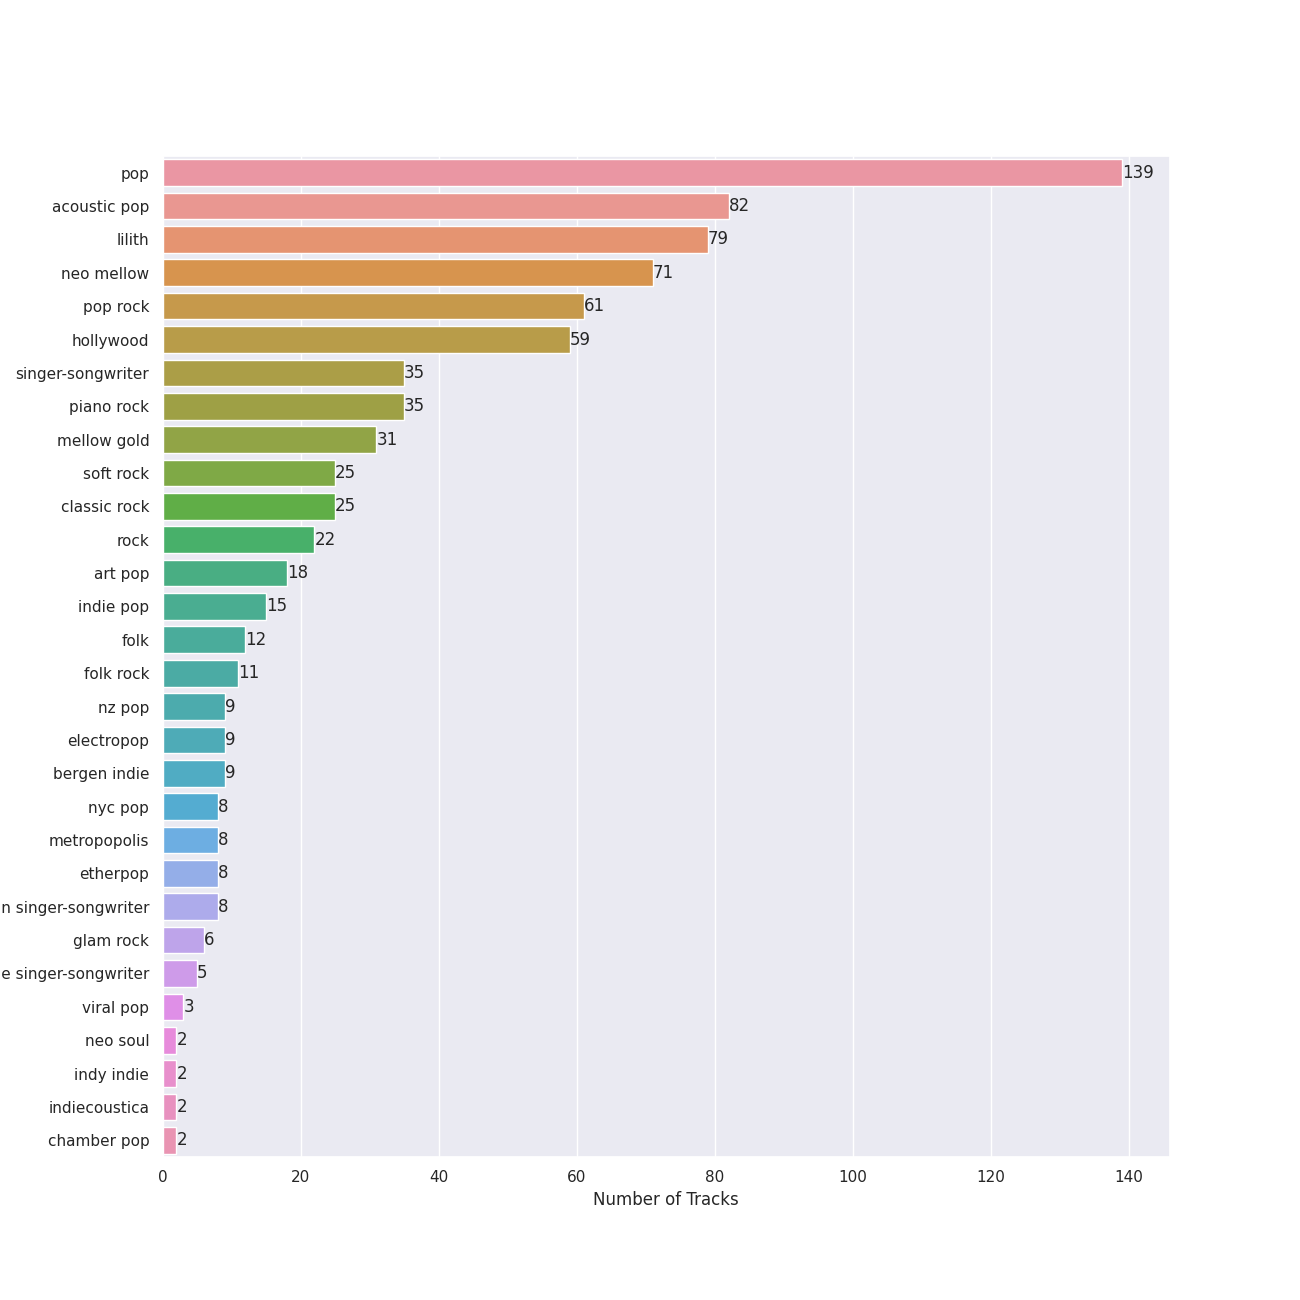 pop 139
acoustic pop 82
lilith 79
neo mellow 71
pop rock 61
hollywood 59
singer-songwriter 35
piano rock 35
mellow gold 31
soft rock 25
classic rock 25
rock 22
art pop 18
indie pop 15
folk 12
folk rock 11
nz pop 9
electropop 9
bergen indie 9
nyc pop 8
metropopolis 8
etherpop 8
n singer-songwriter 8
glam rock 6
e singer-songwriter 5
viral pop 3
neo soul 2
indy indie 2
indiecoustica 2
chamber pop 2
0 20 40 60 80 100 120 140
Number of Tracks